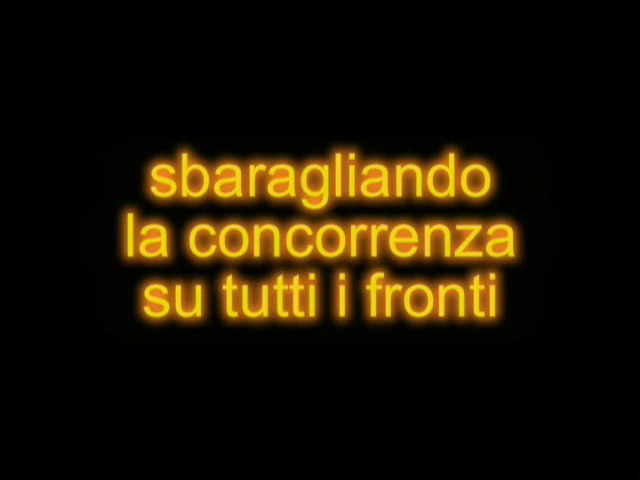 sbaragliando
la concorrenza
su tutti i fronti